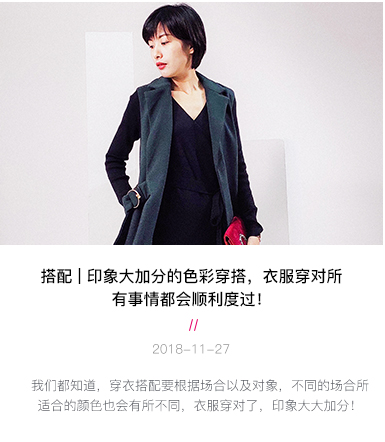 搭配 | 印象大加分的色彩穿搭，衣服穿对所
有事情都会顺利度过！
//
2018-11-27
我们都知道，穿衣搭配要根据场合以及对象，不同的场合所
适合的颜色也会有所不同，衣服穿对了，印象大大加分！